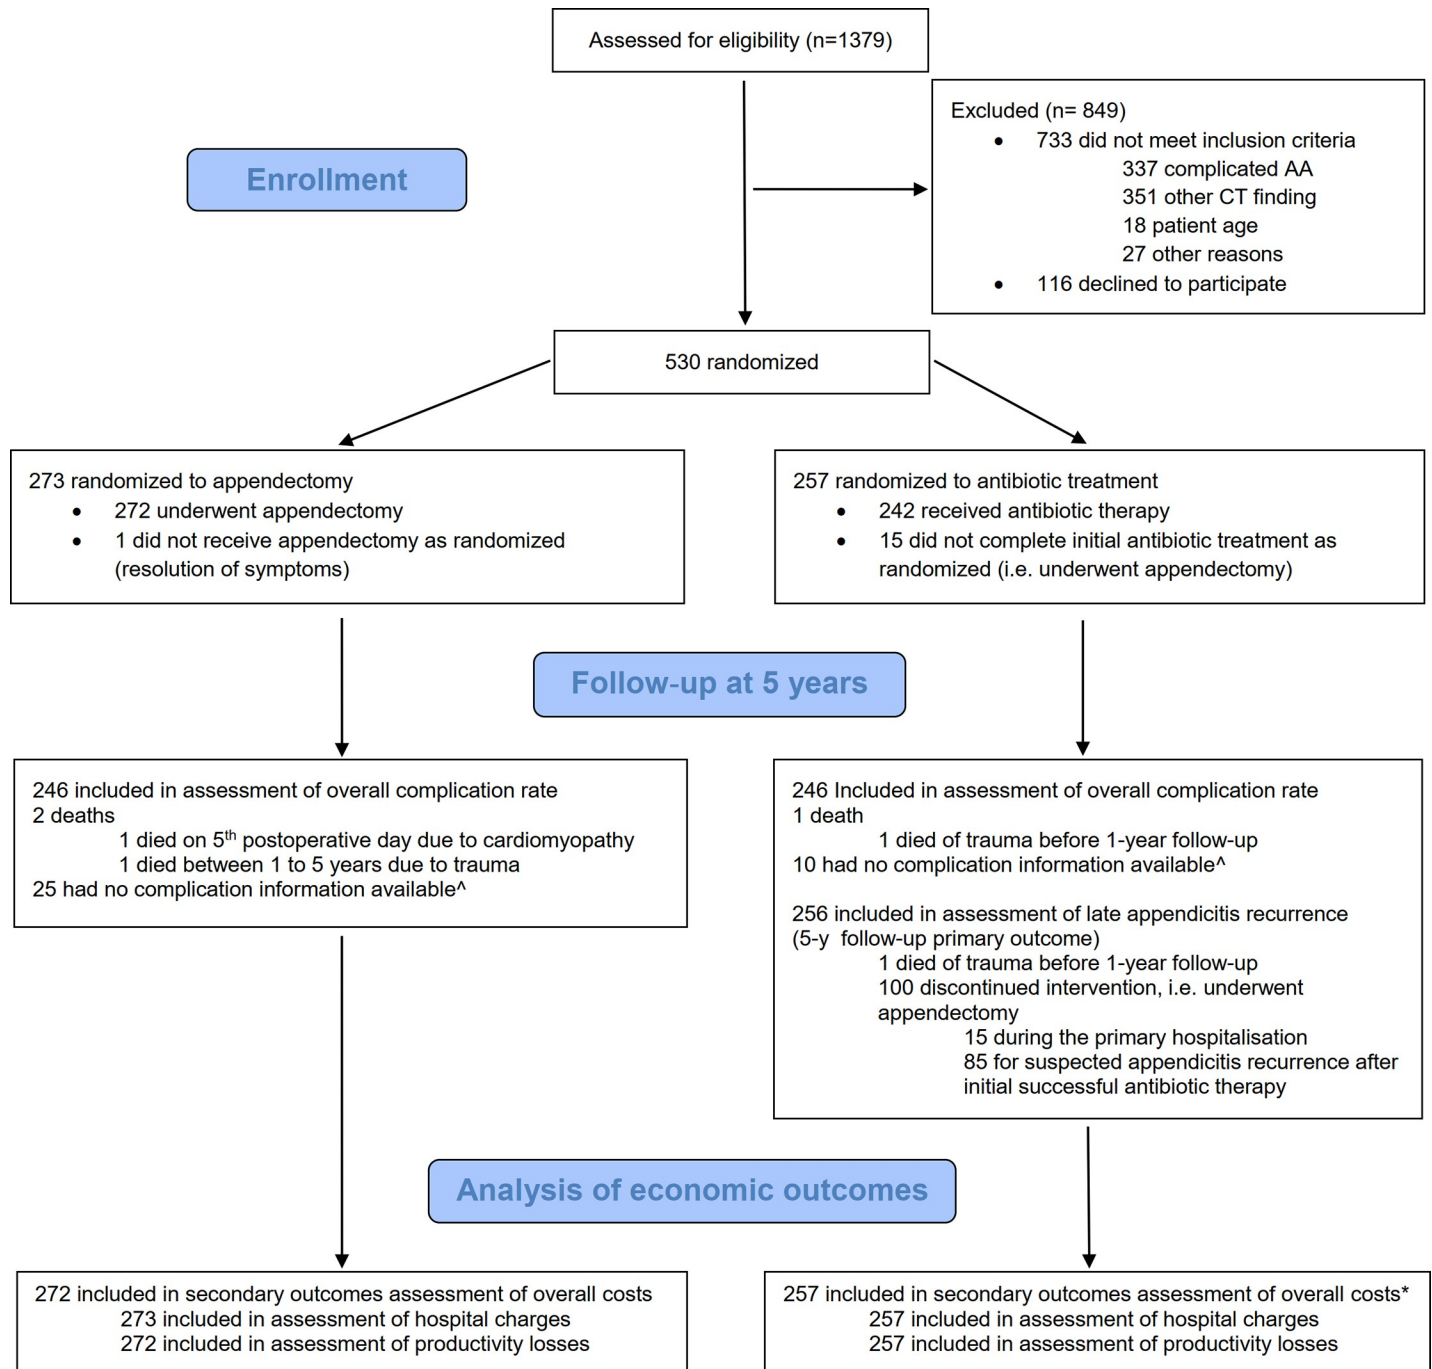 Assessed for eligibility (n=1379)
Excluded (n= 849)
• 733 did not meet inclusion criteria
337 complicated AA
351 other CT finding
18 patient age
27 other reasons
• 116 declined to participate
Enrollment
530 randomized
273 randomized to appendectomy
• 272 underwent appendectomy
• 1 did not receive appendectomy as randomized
(resolution of symptoms)
257 randomized to antibiotic treatment
• 242 received antibiotic therapy
• 15 did not complete initial antibiotic treatment as
randomized (i.e. underwent appendectomy)
Follow-up at 5 years
246 included in assessment of overall complication rate
2 deaths
1 died on 5th postoperative day due to cardiomyopathy
1 died between 1 to 5 years due to trauma
25 had no complication information available^
246 Included in assessment of overall complication rate
1 death
1 died of trauma before 1-year follow-up
10 had no complication information available^
256 included in assessment of late appendicitis recurrence
(5-y follow-up primary outcome)
1 died of trauma before 1-year follow-up
100 discontinued intervention, i.e. underwent
appendectomy
15 during the primary hospitalisation
85 for suspected appendicitis recurrence after
initial successful antibiotic therapy
Analysis of economic outcomes
272 included in secondary outcomes assessment of overall costs
273 included in assessment of hospital charges
272 included in assessment of productivity losses
257 included in secondary outcomes assessment of overall costs*
257 included in assessment of hospital charges
257 included in assessment of productivity losses